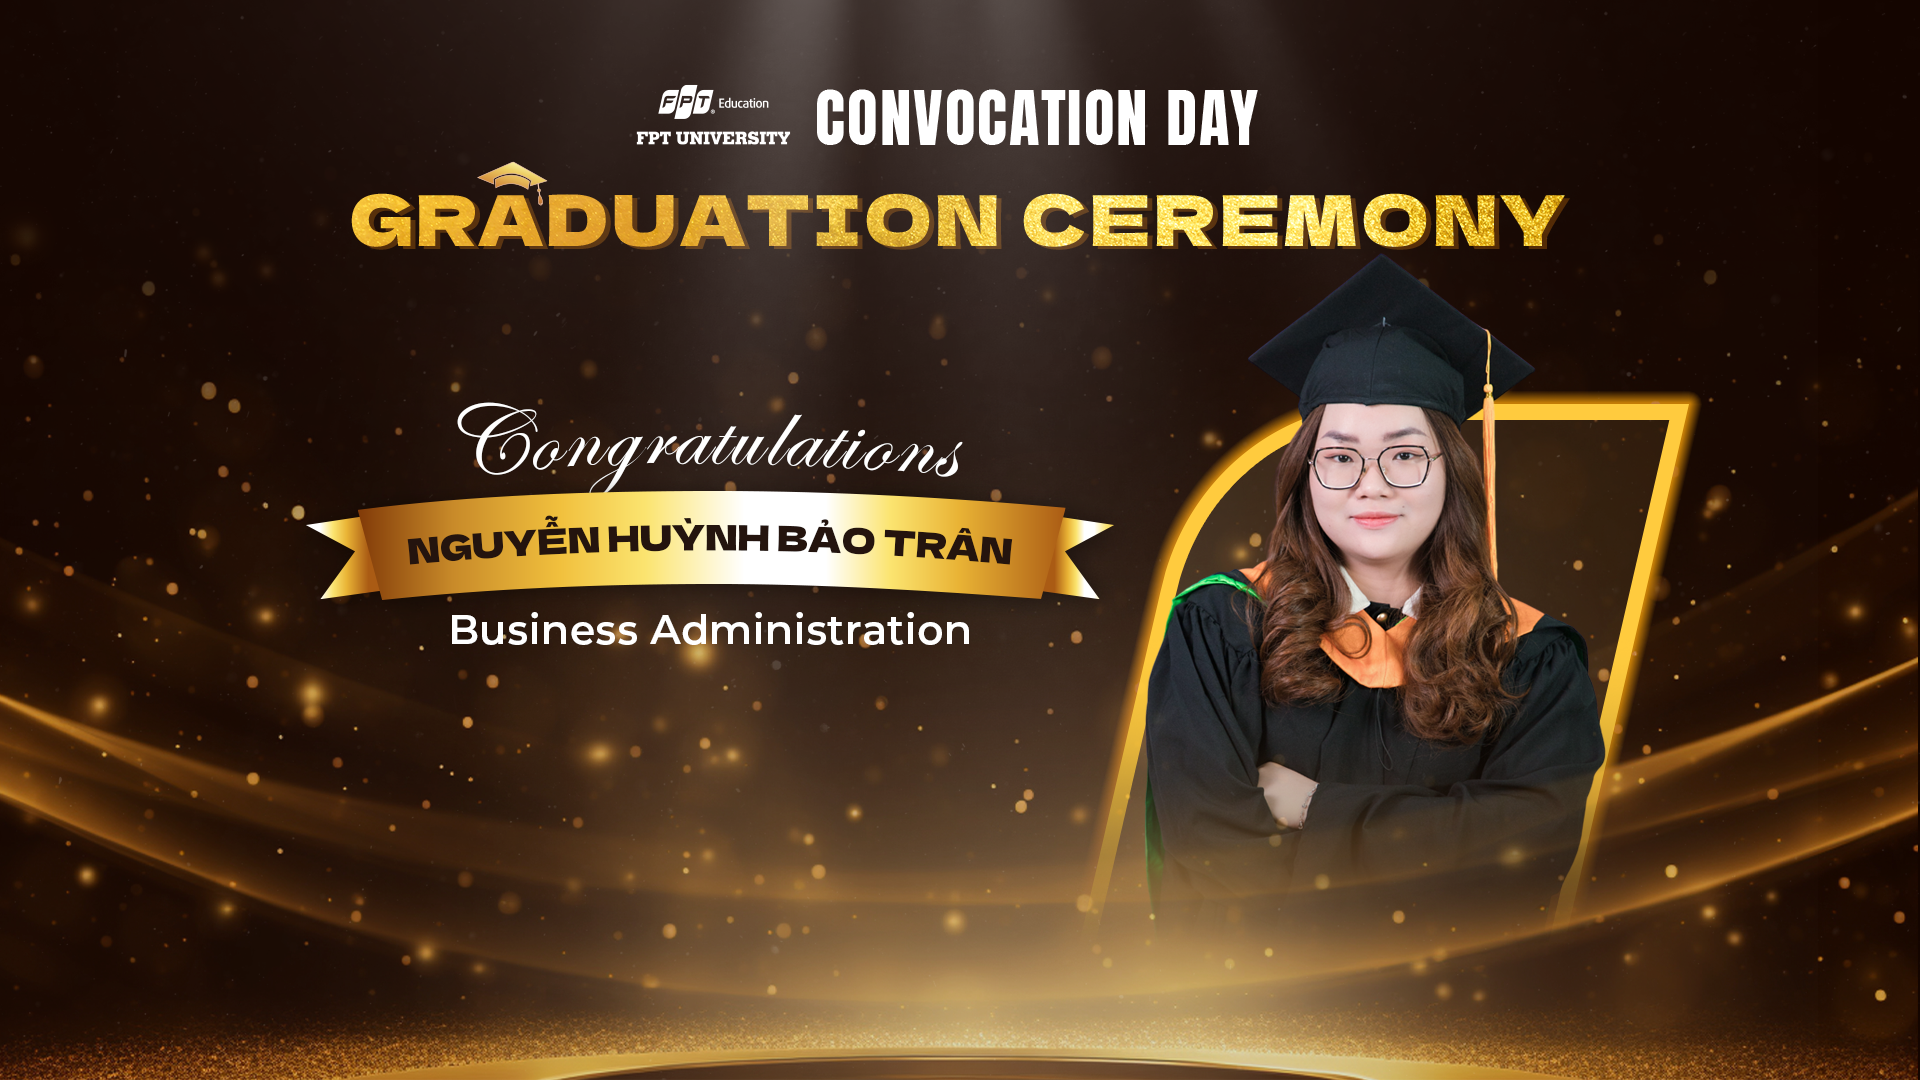 FPT Education
FPT UNIVERSITY
CONVOCATION DAY
GRADUATION CEREMONY
Congratulations
NGUYỄN HUỲNH BẢO TRÂN
Business Administration